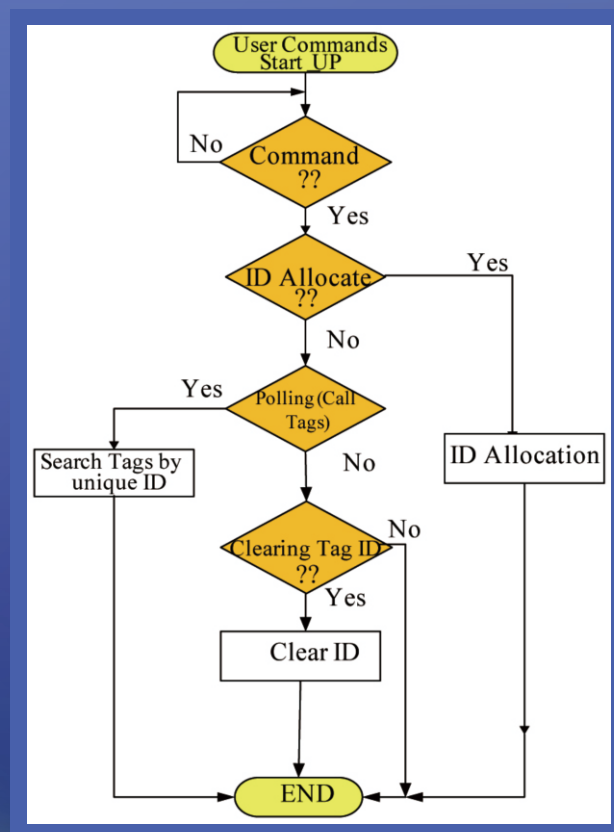 User Commands
Start_UP
No
Command
??
Yes
ID Allocate
??
Yes
No
Yes
Polling (Call
Tags)
Search Tags by
unique ID
ID Allocation
No
No
Clearing Tag ID
??
Yes
Clear ID
END